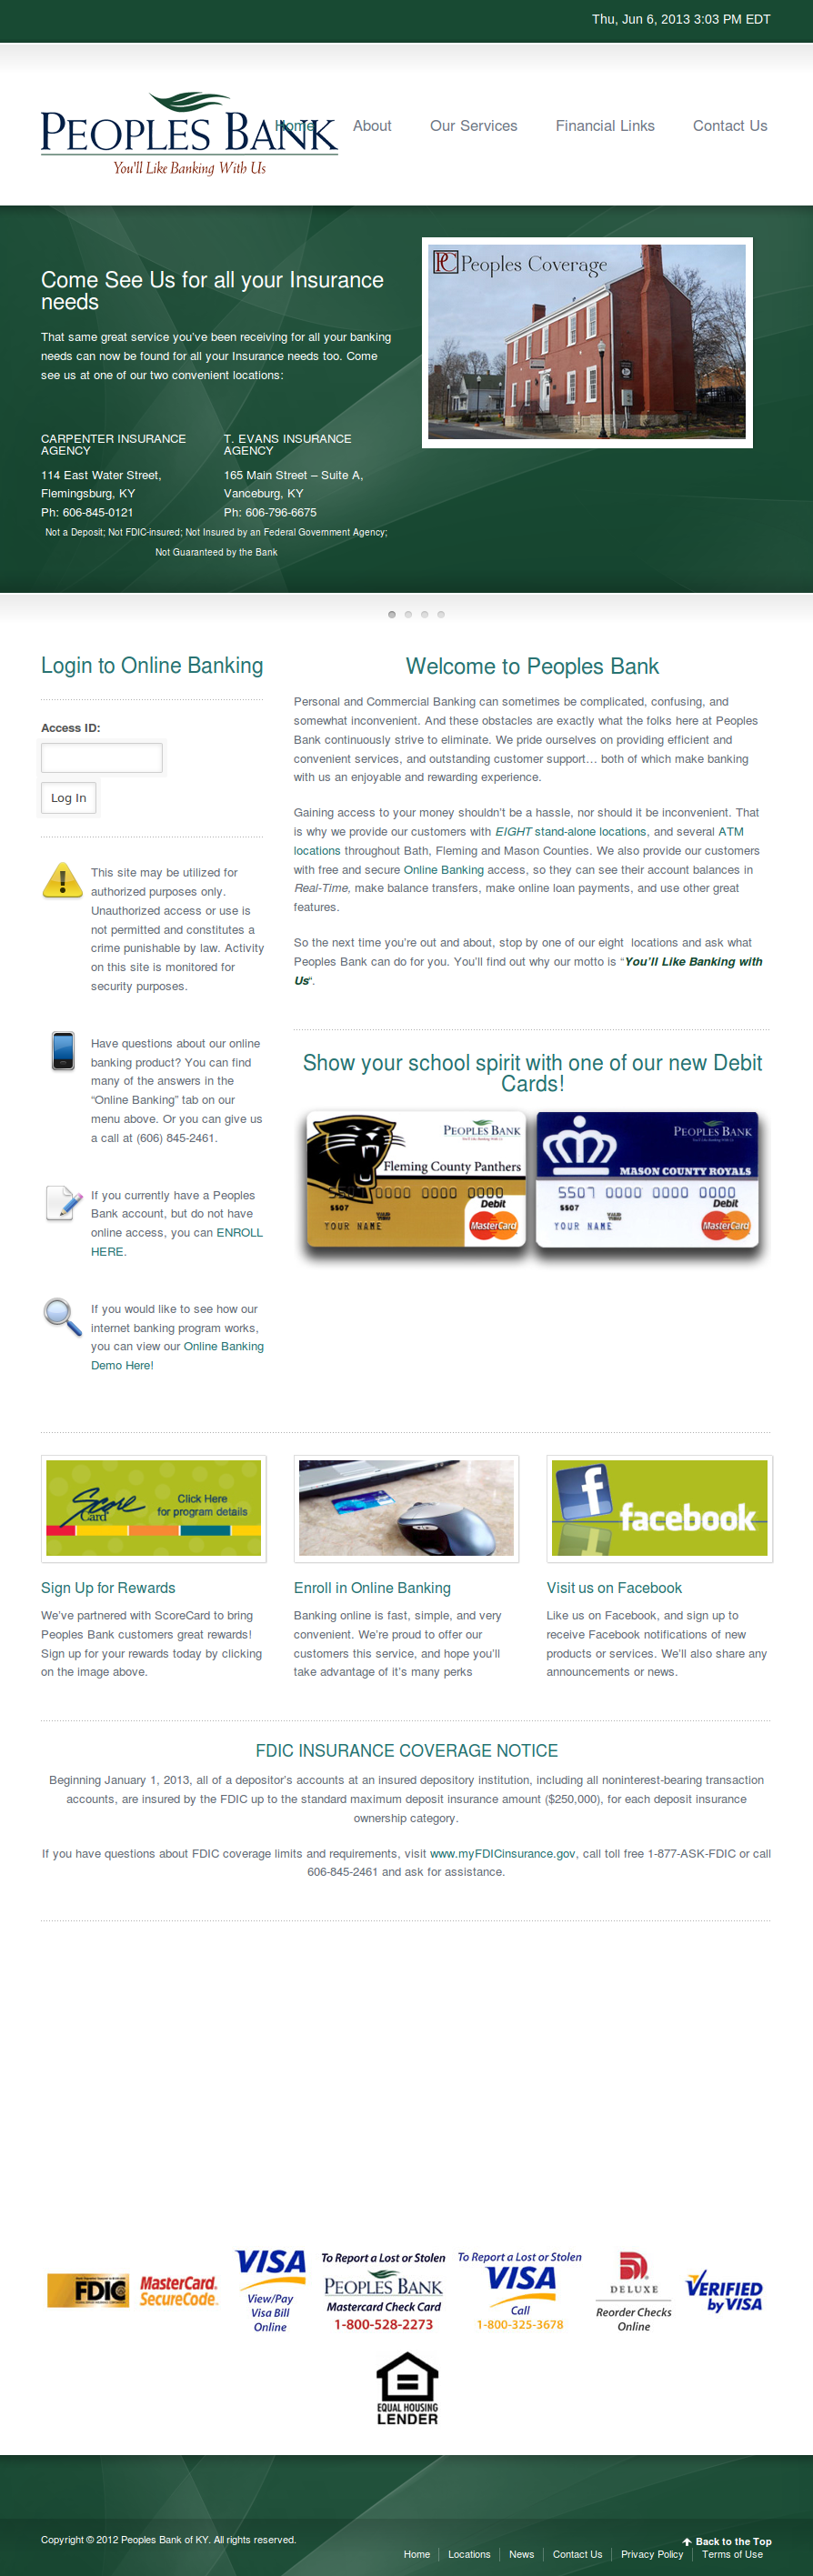 Thu, Jun 6, 2013 3:03 PM EDT
PEOPLES BANK
You'll Like Banking With Us
Home
About
Our Services
Financial Links
Contact Us
Come See Us for all your Insurance
needs
That same great service you’ve been receiving for all your banking
needs can now be found for all your Insurance needs too. Come
see us at one of our two convenient locations:
CARPENTER INSURANCE
AGENCY
114 East Water Street,
Flemingsburg, KY
Ph: 606-845-0121
T. EVANS INSURANCE
AGENCY
165 Main Street – Suite A,
Vanceburg, KY
Ph: 606-796-6675
Not a Deposit; Not FDIC-insured; Not Insured by an Federal Government Agency;
Not Guaranteed by the Bank
PC Peoples Coverage
Login to Online Banking
Access ID:
Log In
This site may be utilized for
authorized purposes only.
Unauthorized access or use is
not permitted and constitutes a
crime punishable by law. Activity
on this site is monitored for
security purposes.
Have questions about our online
banking product? You can find
many of the answers in the
“Online Banking” tab on our
menu above. Or you can give us
a call at (606) 845-2461.
If you currently have a Peoples
Bank account, but do not have
online access, you can ENROLL
HERE.
If you would like to see how our
internet banking program works,
you can view our Online Banking
Demo Here!
Welcome to Peoples Bank
Personal and Commercial Banking can sometimes be complicated, confusing, and
somewhat inconvenient. And these obstacles are exactly what the folks here at Peoples
Bank continuously strive to eliminate. We pride ourselves on providing efficient and
convenient services, and outstanding customer support… both of which make banking
with us an enjoyable and rewarding experience.
Gaining access to your money shouldn’t be a hassle, nor should it be inconvenient. That
is why we provide our customers with EIGHT stand-alone locations, and several ATM
locations throughout Bath, Fleming and Mason Counties. We also provide our customers
with free and secure Online Banking access, so they can see their account balances in
Real-Time, make balance transfers, make online loan payments, and use other great
features.
So the next time you’re out and about, stop by one of our eight  locations and ask what
Peoples Bank can do for you. You’ll find out why our motto is “You’ll Like Banking with
Us“.
Show your school spirit with one of our new Debit
Cards!
PEOPLES BANK
Fleming County Panthers
5507 0000 0000 0000
5507
YOUR NAME
Debit
MasterCard
PEOPLES BANK
MASON COUNTY ROYALS
5507 0000 0000 0000
5507
YOUR NAME
Debit
MasterCard
Score Card
Click Here
for program details
facebook
Sign Up for Rewards
We’ve partnered with ScoreCard to bring
Peoples Bank customers great rewards!
Sign up for your rewards today by clicking
on the image above.
Enroll in Online Banking
Banking online is fast, simple, and very
convenient. We’re proud to offer our
customers this service, and hope you’ll
take advantage of it’s many perks
Visit us on Facebook
Like us on Facebook, and sign up to
receive Facebook notifications of new
products or services. We’ll also share any
announcements or news.
FDIC INSURANCE COVERAGE NOTICE
Beginning January 1, 2013, all of a depositor’s accounts at an insured depository institution, including all noninterest-bearing transaction
accounts, are insured by the FDIC up to the standard maximum deposit insurance amount ($250,000), for each deposit insurance
ownership category.
If you have questions about FDIC coverage limits and requirements, visit www.myFDICinsurance.gov, call toll free 1-877-ASK-FDIC or call
606-845-2461 and ask for assistance.
FDIC
MasterCard.
SecureCode.
VISA
View/Pay
Visa Bill
Online
To Report a Lost or Stolen
PEOPLES BANK
Mastercard Check Card
1-800-528-2273
To Report a Lost or Stolen
VISA
Call
1-800-325-3678
DELUXE
Reorder Checks
Online
VERIFIED
by VISA
EQUAL HOUSING
LENDER
Copyright © 2012 Peoples Bank of KY. All rights reserved.
Back to the Top
Home
Locations
News
Contact Us
Privacy Policy
Terms of Use